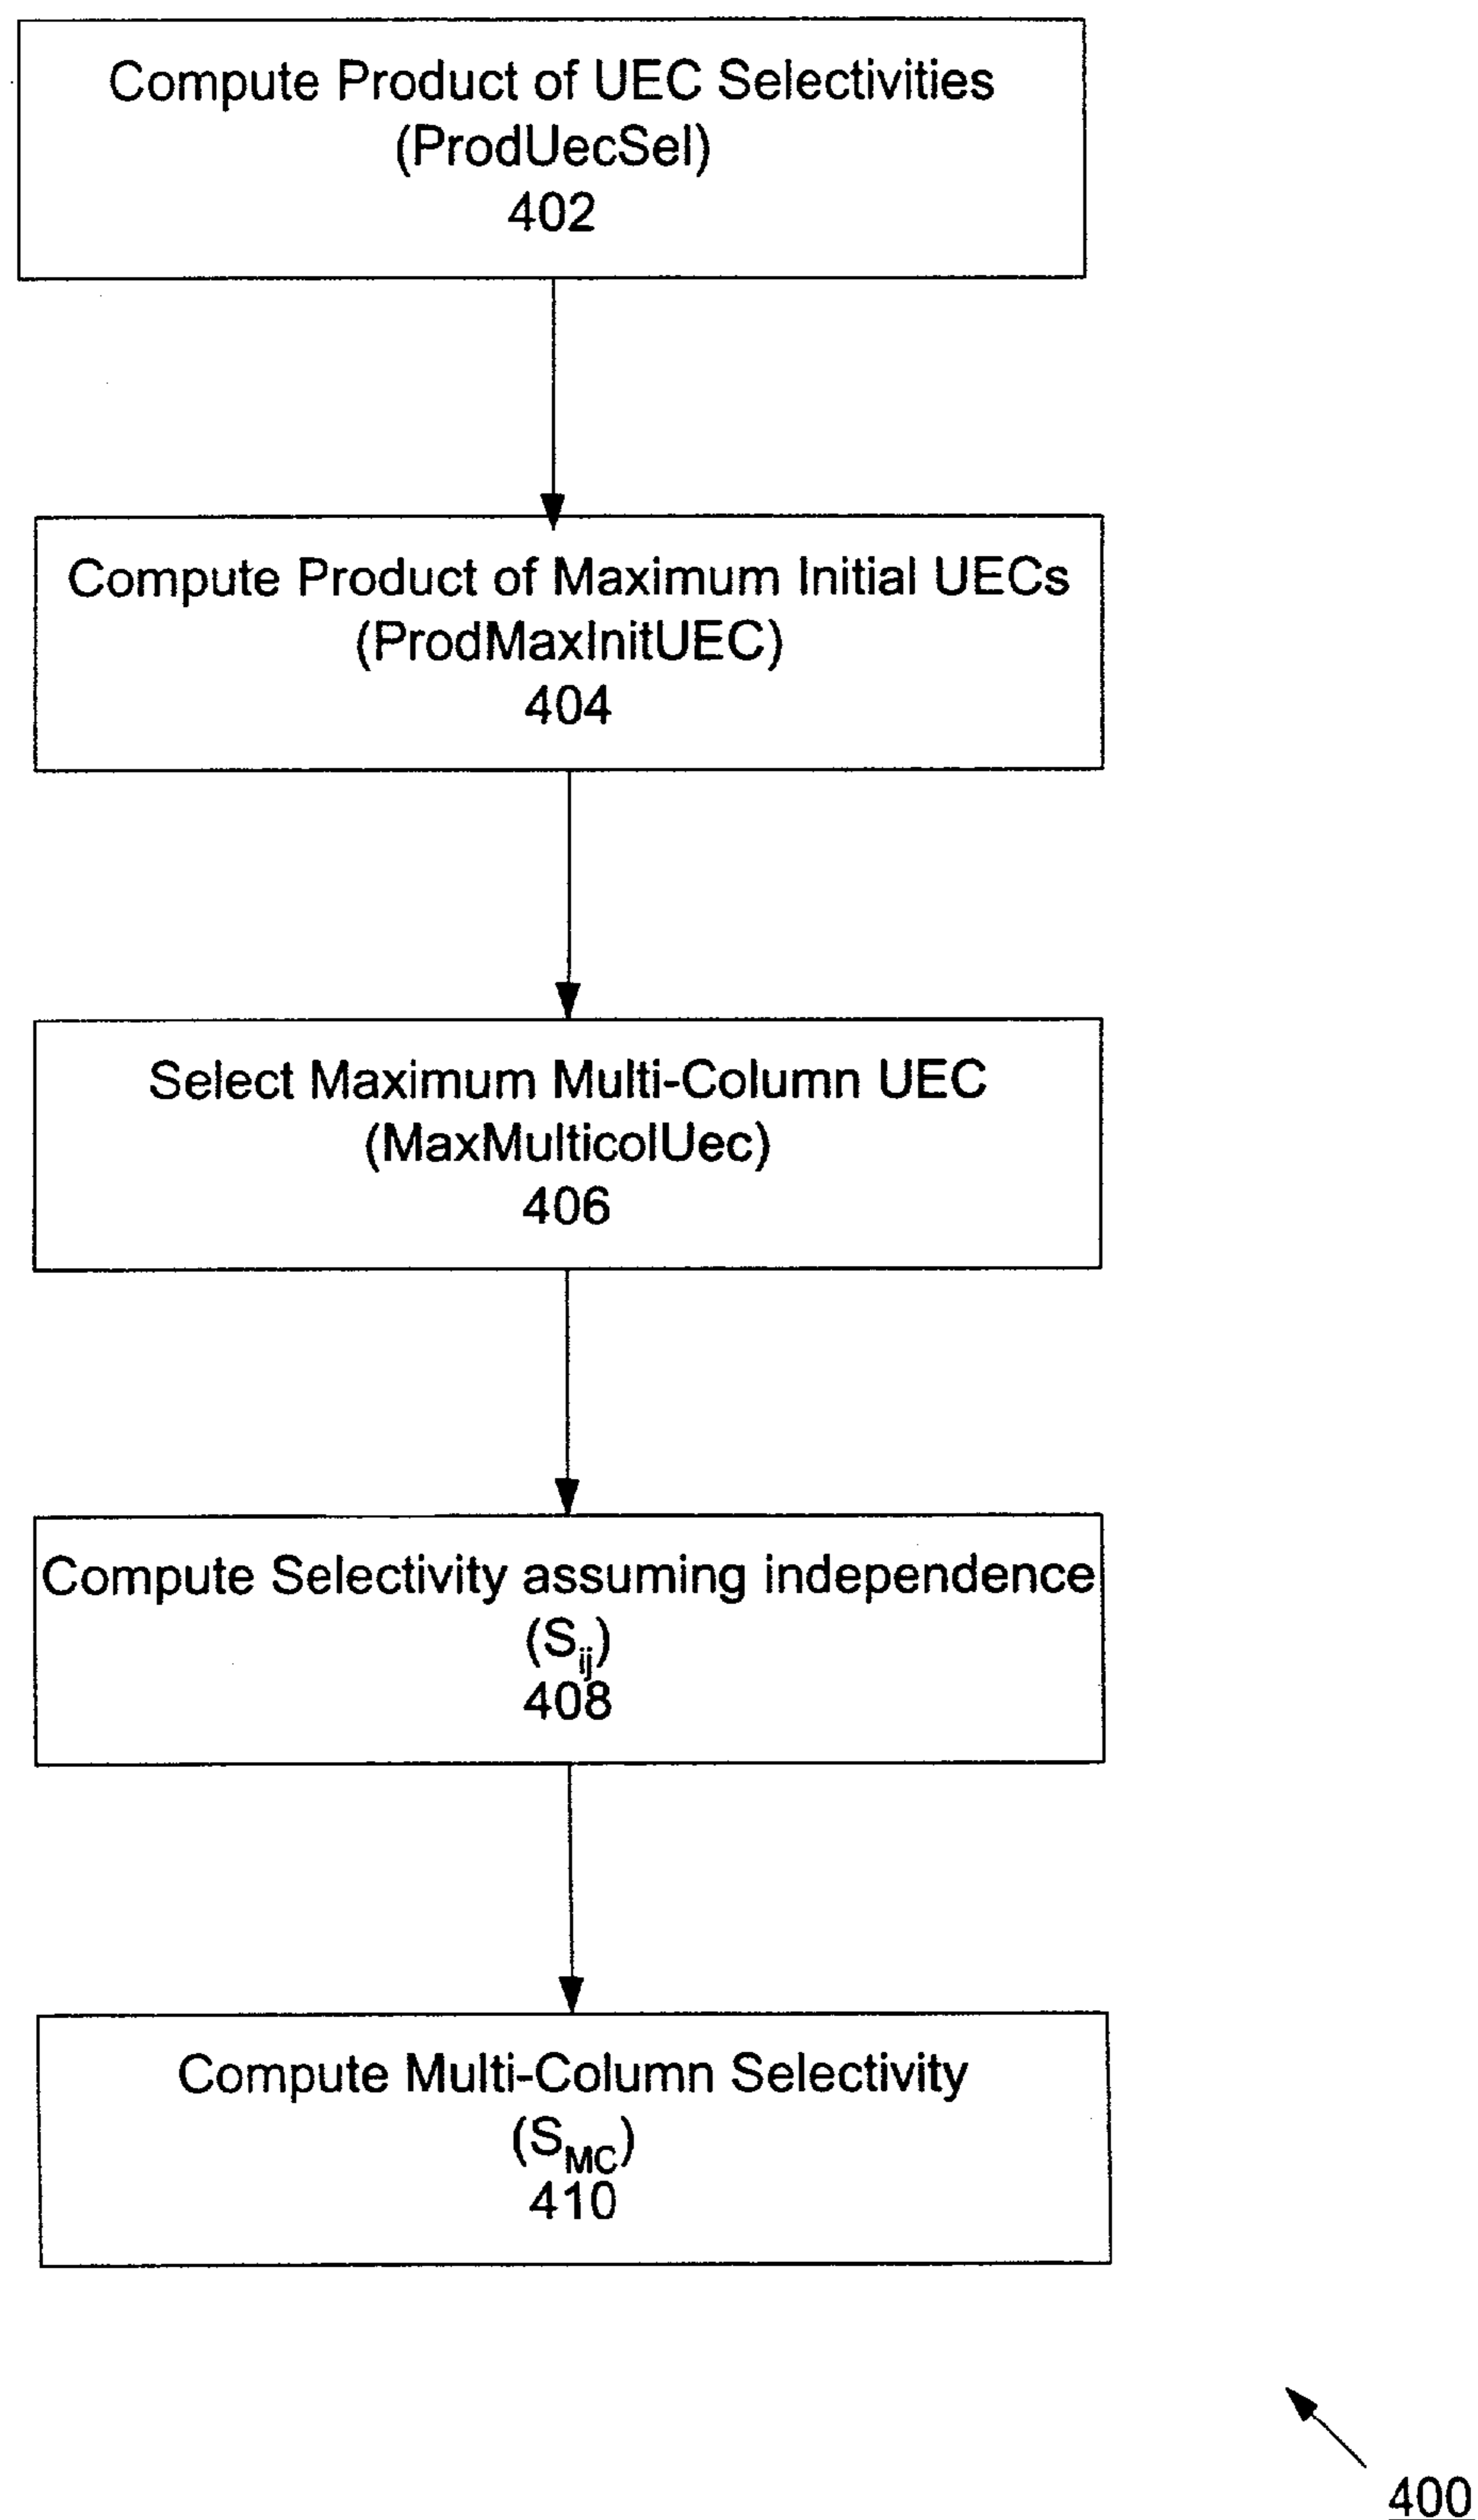 Compute Product of UEC Selectivities
(ProdUecSel)
402
Compute Product of Maximum Initial UECs
(ProdMaxInitUEC)
404
Select Maximum Multi-Column UEC
(MaxMulticolUec)
406
Compute Selectivity assuming independence
(Sij)
408
Compute Multi-Column Selectivity
(SMC)
410
400